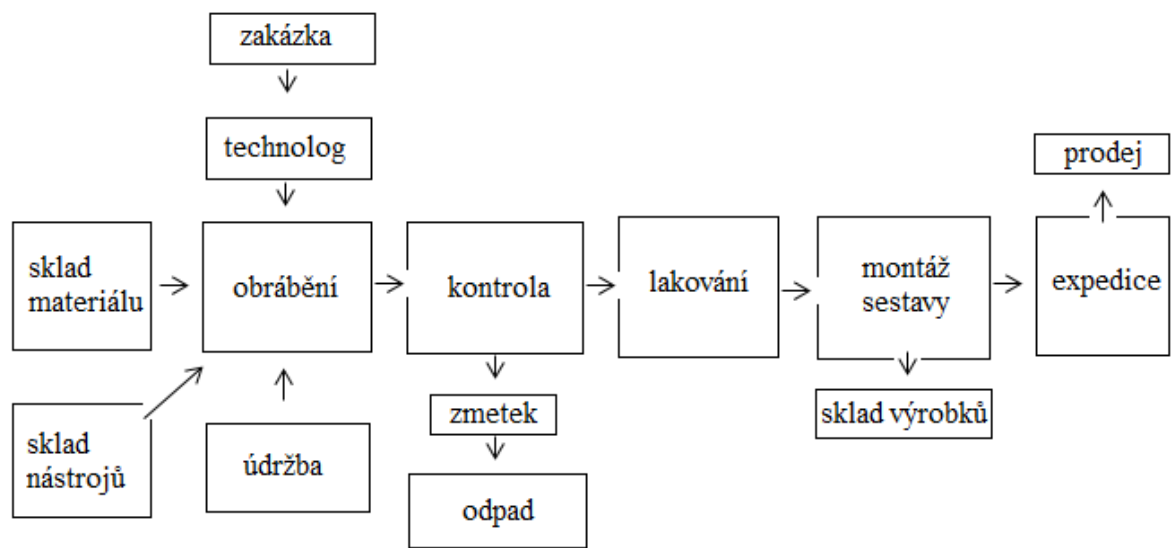 zakázka
technolog
prodej
sklad
materiálu
obrábění
kontrola
lakování
montáž
sestavy
expedice
sklad
nástrojů
údržba
zmetek
odpad
sklad výrobků